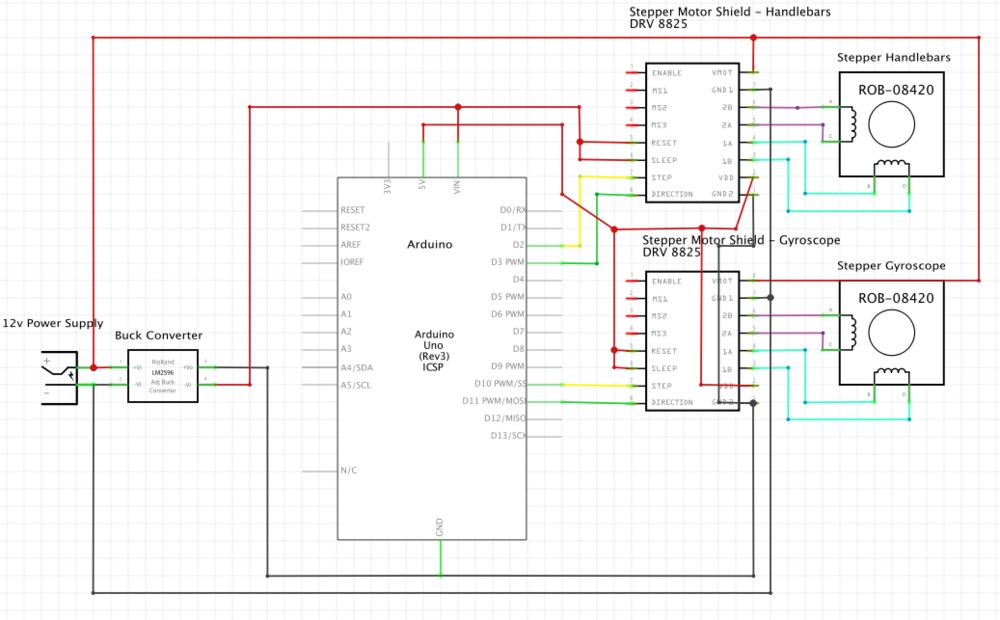 Stepper Motor Shield - Handlebars
DRV 8825
Stepper Handlebars
ROB-08420
ENABLE
MS1
MS2
MS3
RESET
SLEEP
STEP
DIRECTION
VMOT
GND1
2B
2A
1A
1B
VDD
GND2
A
C
B
D
3V3
5V
VIN
RESET
RESET2
AREF
IOREF
A0
A1
A2
A3
A4/SDA
A5/SCL
N/C
Arduino
Arduino
Uno
(Rev3)
ICSP
D0/RX
D1/TX
D2
D3 PWM
D4
D5 PWM
D6 PWM
D7
D8
D9 PWM
D10 PWM/SS
D11 PWM/MOSI
D12/MISO
D13/SCK
GND
Stepper Motor Shield - Gyroscope
DRV 8825
Stepper Gyroscope
ROB-08420
ENABLE
MS1
MS2
MS3
RESET
SLEEP
STEP
DIRECTION
VMOT
GND1
2B
2A
1A
1B
VDD
A
C
B
D
12v Power Supply
+
-
Buck Converter
RioRand
LM2596
Adj Buck
Converter
+Vi
-Vi
+Vo
-Vi